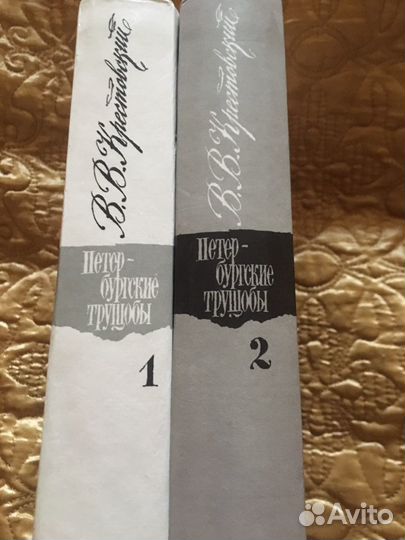 В.В.Крестовский
Петер-
бургские
трущобы
1
В.В.Крестовский
Петер-
бургские
трущобы
2
Avito